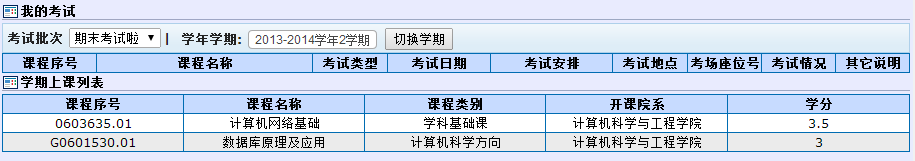 我的考试
考试批次 期末考试啦 | 学年学期: 2013-2014学年2学期 切换学期
课程序号 课程名称 考试类型 考试日期 考试安排 考试地点 考场座位号 考试情况 其它说明
学期上课列表
课程序号 课程名称 课程类别 开课院系 学分
0603635.01 计算机网络基础 学科基础课 计算机科学与工程学院 3.5
G0601530.01 数据库原理及应用 计算机科学方向 计算机科学与工程学院 3